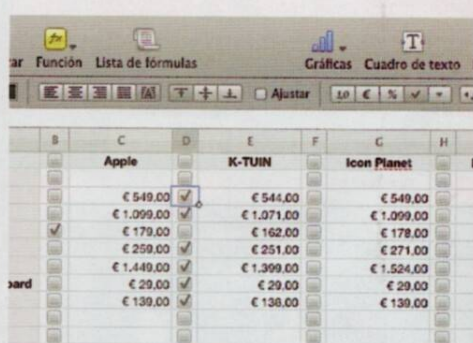 ar Función Lista de fórmulas Gráficas Cuadro de texto
Ajustar 1,0 € %
B C D E F G H
Apple K-TUIN Icon Planet
€ 549,00 € 544,00 € 549,00
€ 1.099,00 € 1.071,00 € 1.099,00
€ 179,00 € 162,00 € 178,00
€ 259,00 € 251,00 € 271,00
€ 1.449,00 € 1.399,00 € 1.524,00
oard € 29,00 € 29,00 € 29,00
€ 139,00 € 138,00 € 139,00